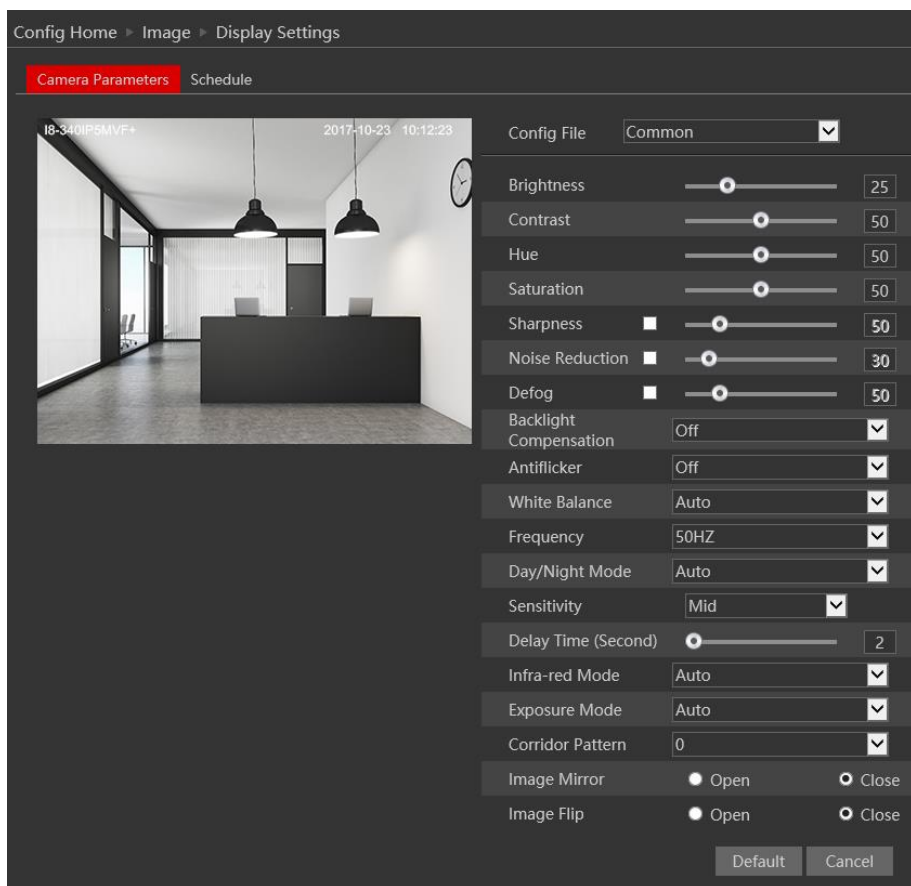 Config Home ▶ Image ▶ Display Settings
Camera Parameters Schedule
I8-340IP5MVF+ 2017-10-23 10:12:23
Config File Common
Brightness 25
Contrast 50
Hue 50
Saturation 50
Sharpness 50
Noise Reduction 30
Defog 50
Backlight
Compensation Off
Antiflicker Off
White Balance Auto
Frequency 50HZ
Day/Night Mode Auto
Sensitivity Mid
Delay Time (Second) 2
Infra-red Mode Auto
Exposure Mode Auto
Corridor Pattern 0
Image Mirror Open Close
Image Flip Open Close
Default Cancel